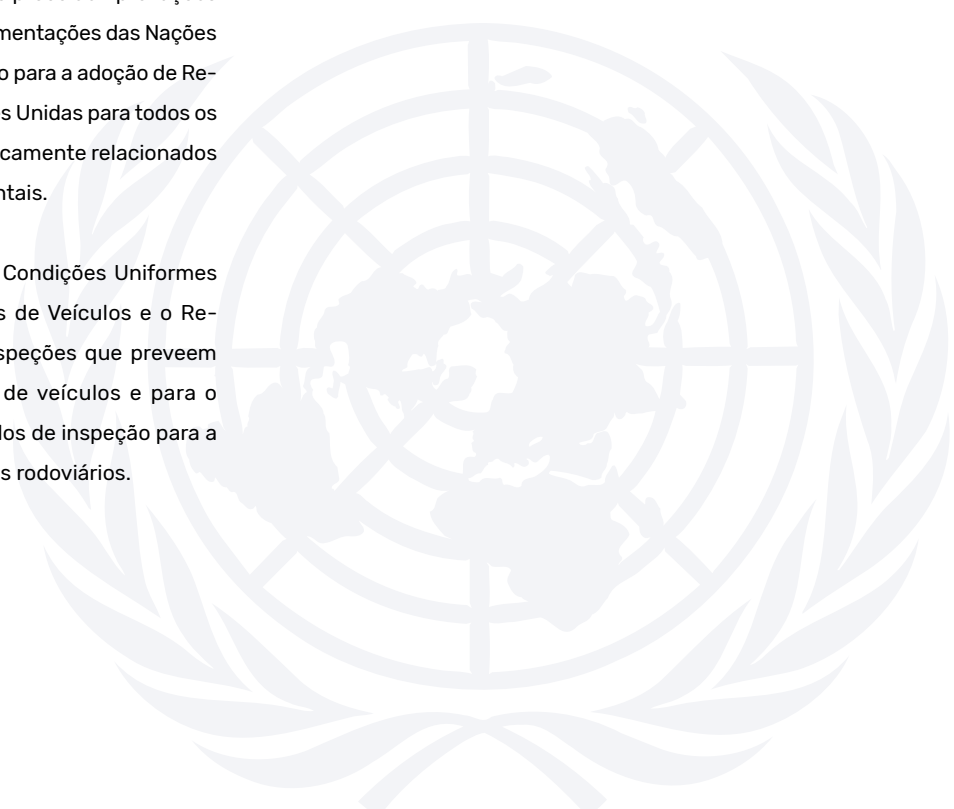 mentações das Nações
o para a adoção de Re-
s Unidas para todos os
camente relacionados
ntais.
Condições Uniformes
s de Veículos e o Re-
speções que preveem
de veículos e para o
los de inspeção para a
s rodoviários.